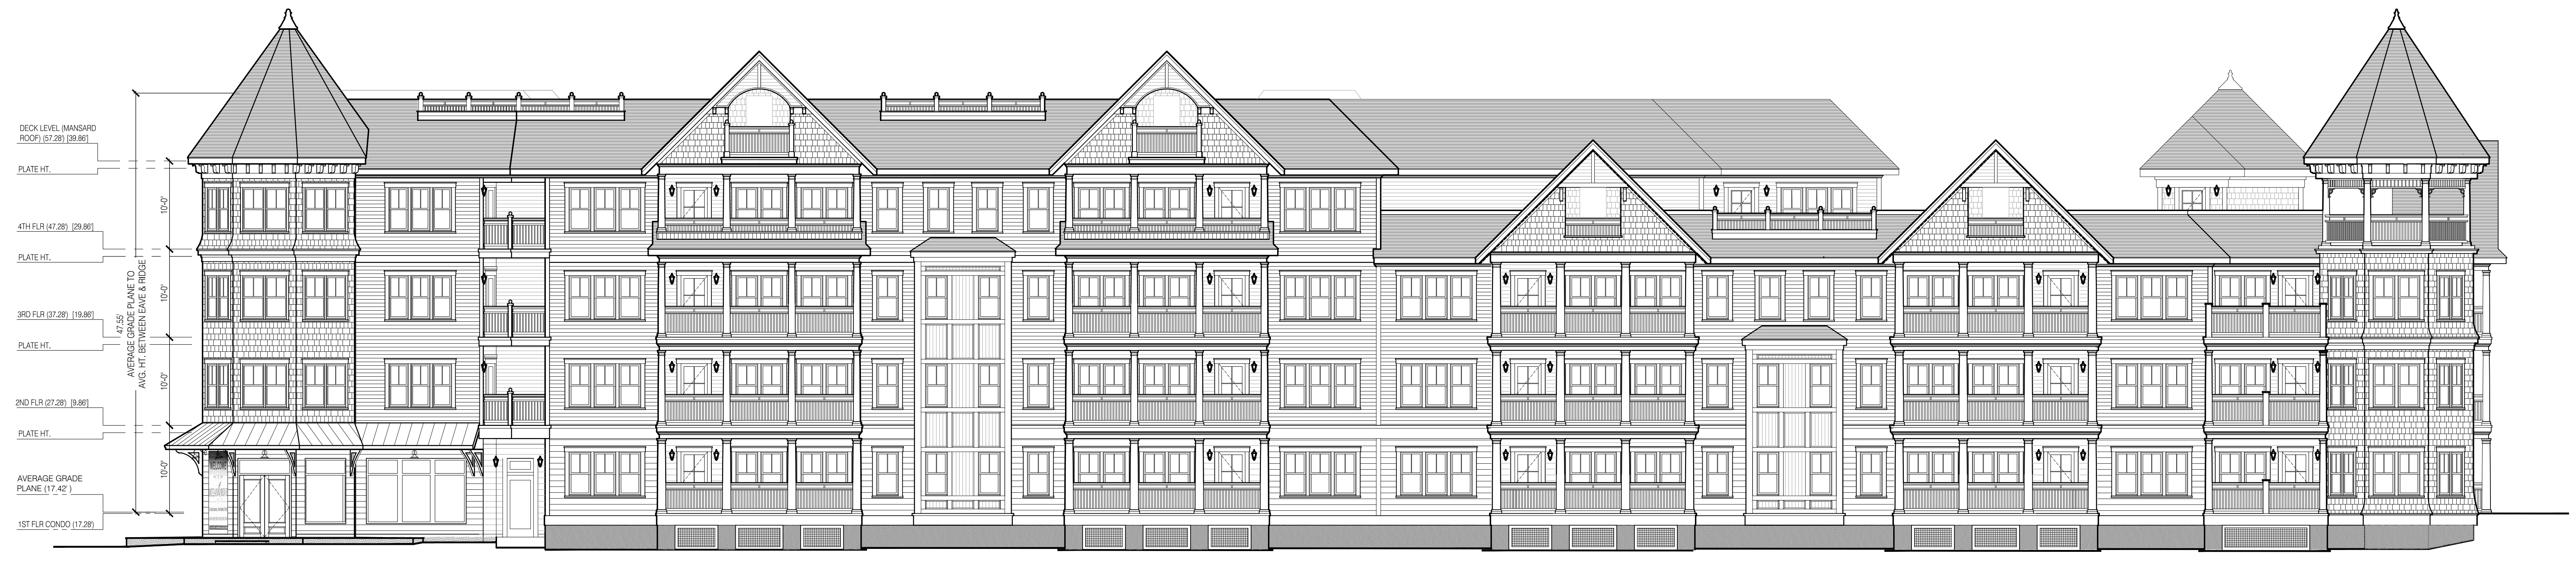 DECK LEVEL (MANSARD
ROOF) (57.28') [39.86']
PLATE HT.
4TH FLR (47.28') [29.86']
PLATE HT.
3RD FLR (37.28') [19.86']
PLATE HT.
2ND FLR (27.28') [9.86']
PLATE HT.
AVERAGE GRADE
PLANE (17.42')
1ST FLR CONDO (17.28')
47.55'
AVERAGE GRADE PLANE TO
AVG. HT. BETWEEN EAVE & RIDGE
10'-0"
10'-0"
10'-0"
10'-0"
WELCOME